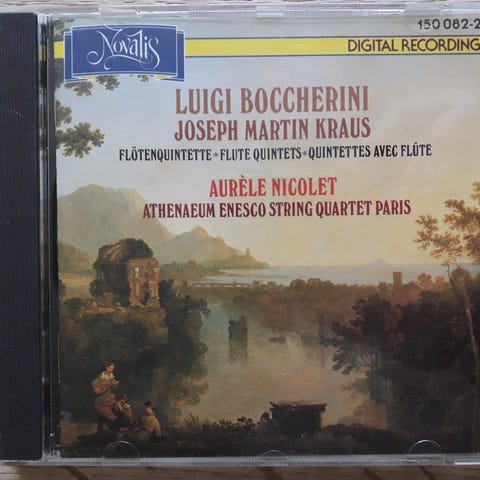 Novalis
150 082-2
DIGITAL RECORDING
LUIGI BOCCHERINI
JOSEPH MARTIN KRAUS
FLÖTENQUINTETTE * FLUTE QUINTETS * QUINTETTES AVEC FLÛTE
AURÈLE NICOLET
ATHENAEUM ENESCO STRING QUARTET PARIS